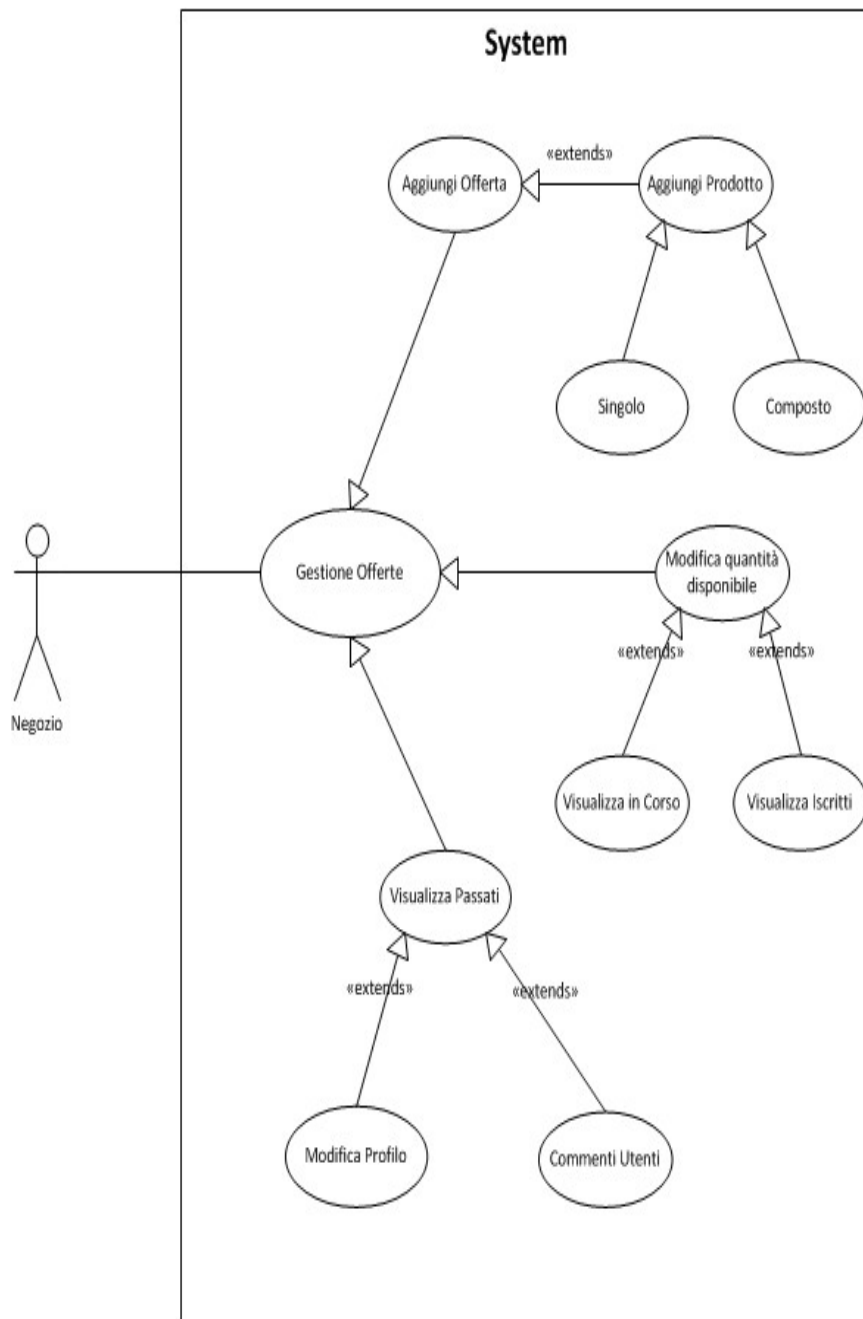 System
Aggiungi Offerta
«extends»
Aggiungi Prodotto
Singolo
Composto
Negozio
Gestione Offerte
Modifica quantità
disponibile
«extends»
«extends»
Visualizza in Corso
Visualizza Iscritti
Visualizza Passati
«extends»
«extends»
Modifica Profilo
Commenti Utenti